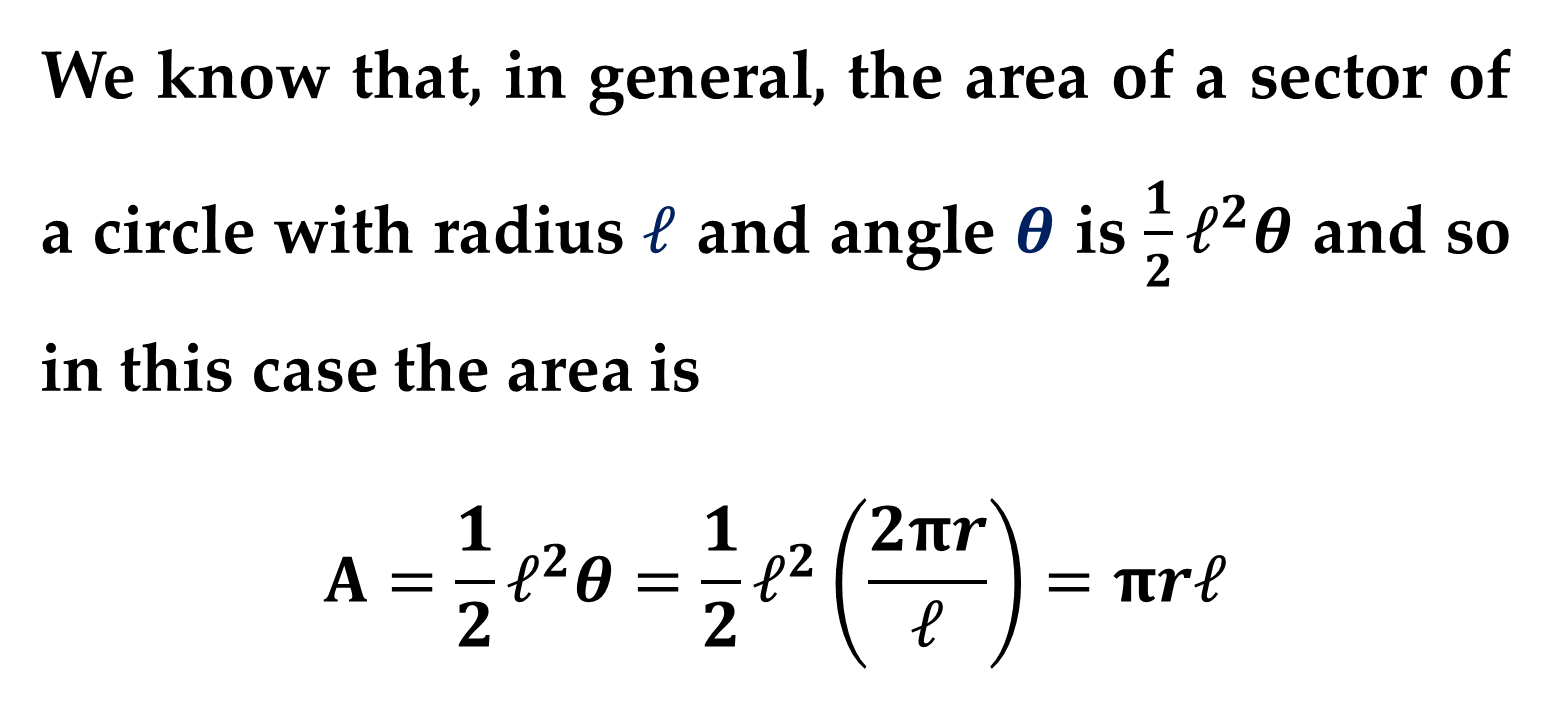 We know that, in general, the area of a sector of
a circle with radius ℓ and angle θ is 1/2 ℓ²θ and so
in this case the area is
A = 1/2 ℓ²θ = 1/2 ℓ² (2πr/ℓ) = πrℓ